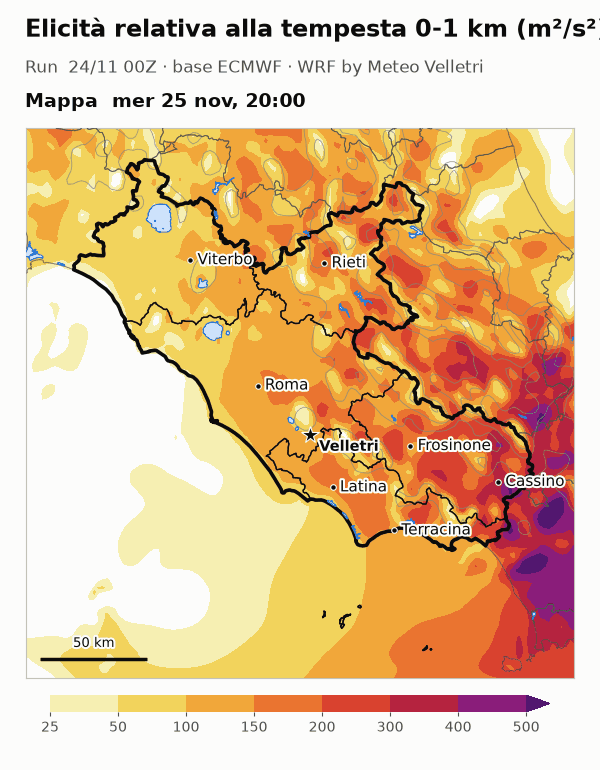 Elicità relativa alla tempesta 0-1 km (m²/s²)
Run  24/11 00Z · base ECMWF · WRF by Meteo Velletri
Mappa  mer 25 nov, 20:00
Viterbo
Rieti
Roma
Velletri
Frosinone
Cassino
Latina
Terracina
50 km
25 50 100 150 200 300 400 500